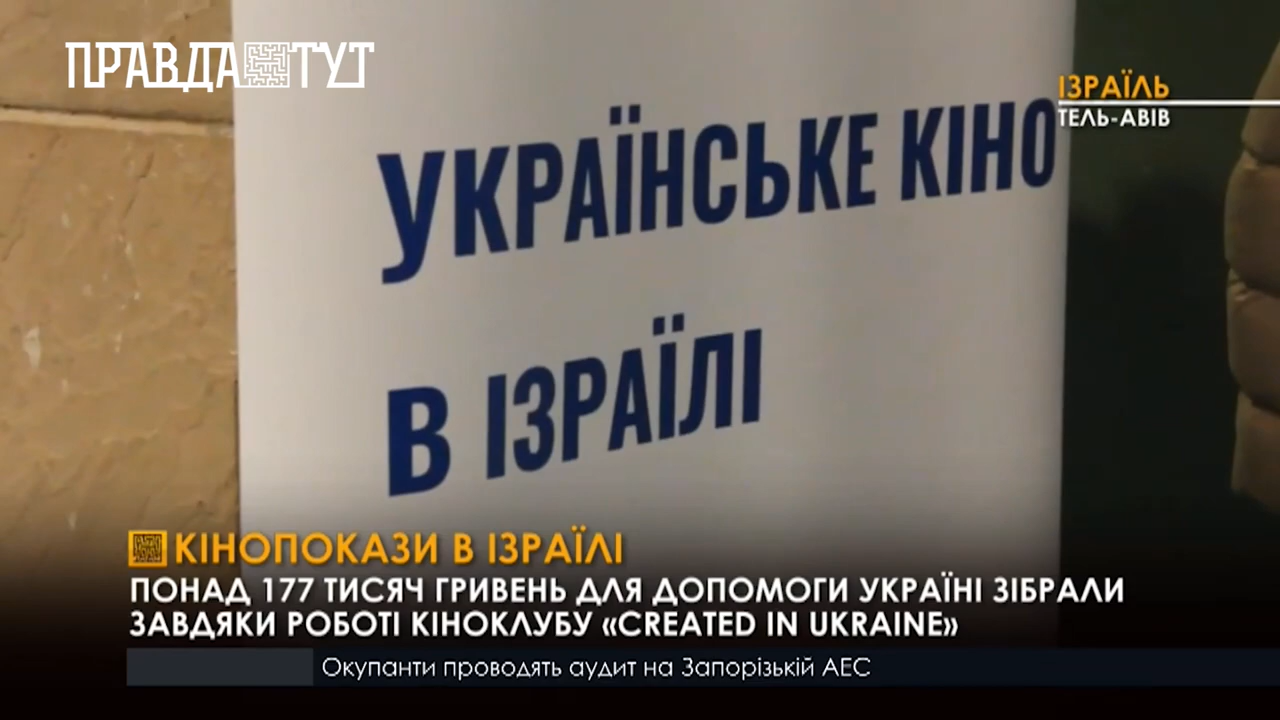 ПРАВДА ТУТ
ІЗРАЇЛЬ
ТЕЛЬ-АВІВ
УКРАЇНСЬКЕ КІНО
В ІЗРАЇЛІ
КІНОПОКАЗИ В ІЗРАЇЛІ
ПОНАД 177 ТИСЯЧ ГРИВЕНЬ ДЛЯ ДОПОМОГИ УКРАЇНІ ЗІБРАЛИ
ЗАВДЯКИ РОБОТІ КІНОКЛУБУ «CREATED IN UKRAINE»
Окупанти проводять аудит на Запорізькій АЕС